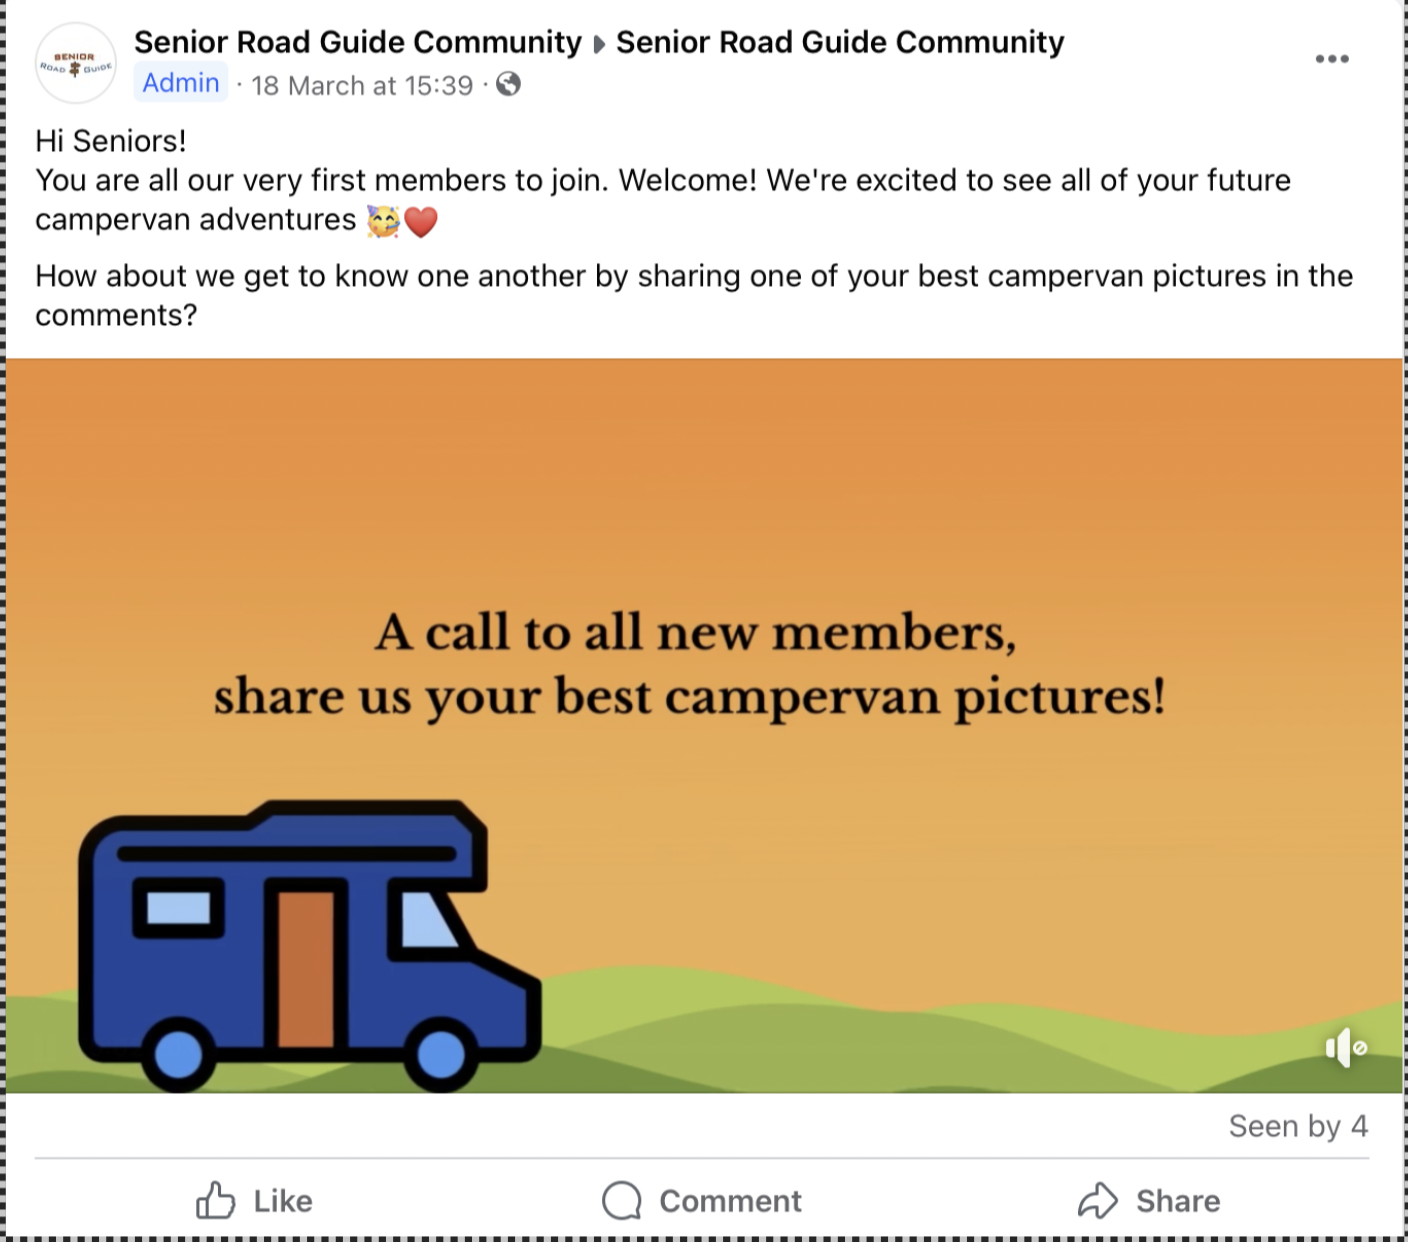 SENIOR
ROAD GUIDE
Senior Road Guide Community Senior Road Guide Community
Admin · 18 March at 15:39 ·
Hi Seniors!
You are all our very first members to join. Welcome! We're excited to see all of your future
campervan adventures 🥳❤️
How about we get to know one another by sharing one of your best campervan pictures in the
comments?
A call to all new members,
share us your best campervan pictures!
Seen by 4
Like Comment Share